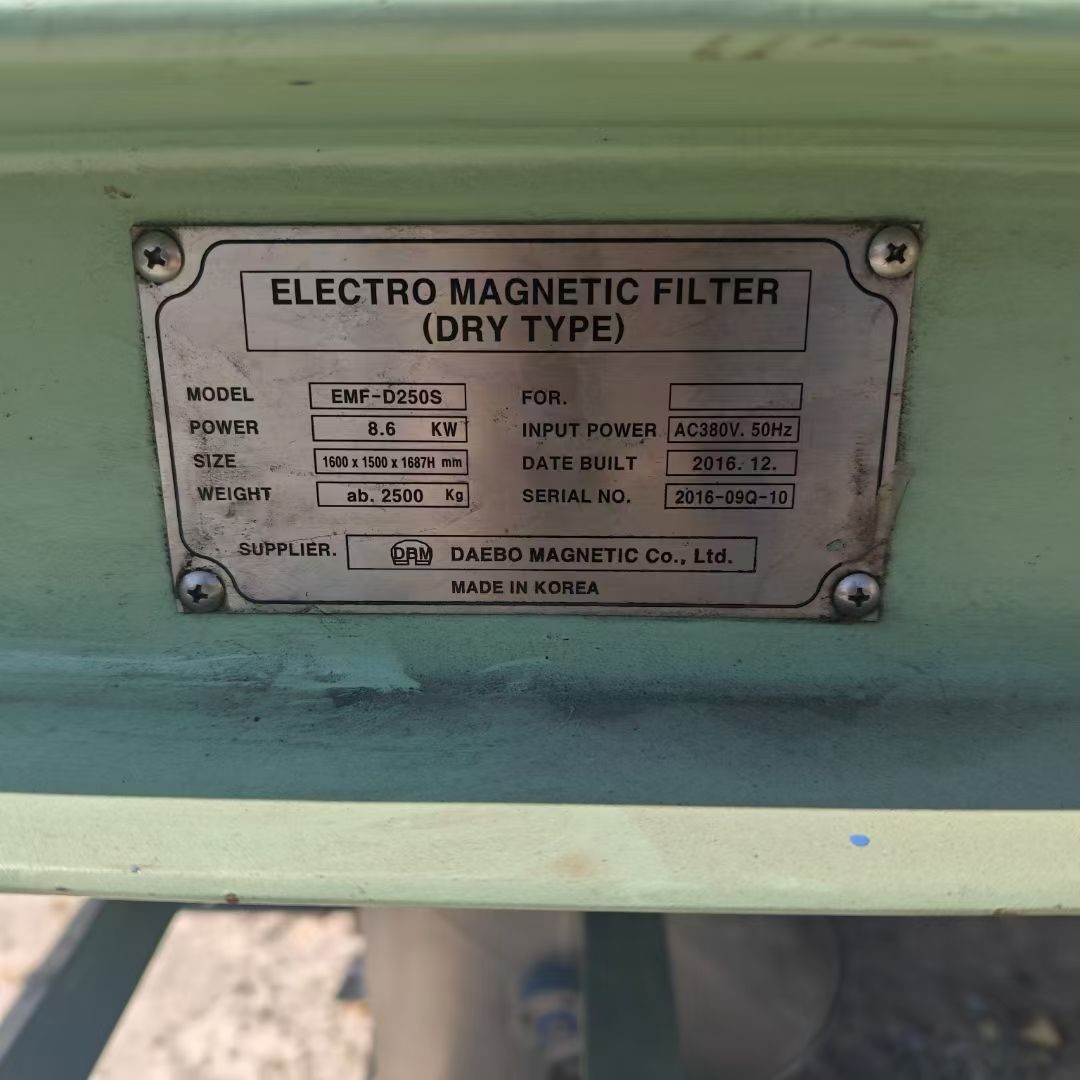 ELECTRO MAGNETIC FILTER
(DRY TYPE)
MODEL EMF-D250S FOR.
POWER 8.6 KW INPUT POWER AC380V. 50Hz
SIZE 1600 x 1500 x 1687H mm DATE BUILT 2016. 12.
WEIGHT ab. 2500 Kg SERIAL NO. 2016-09Q-10
SUPPLIER. DBM DAEBO MAGNETIC Co., Ltd.
MADE IN KOREA